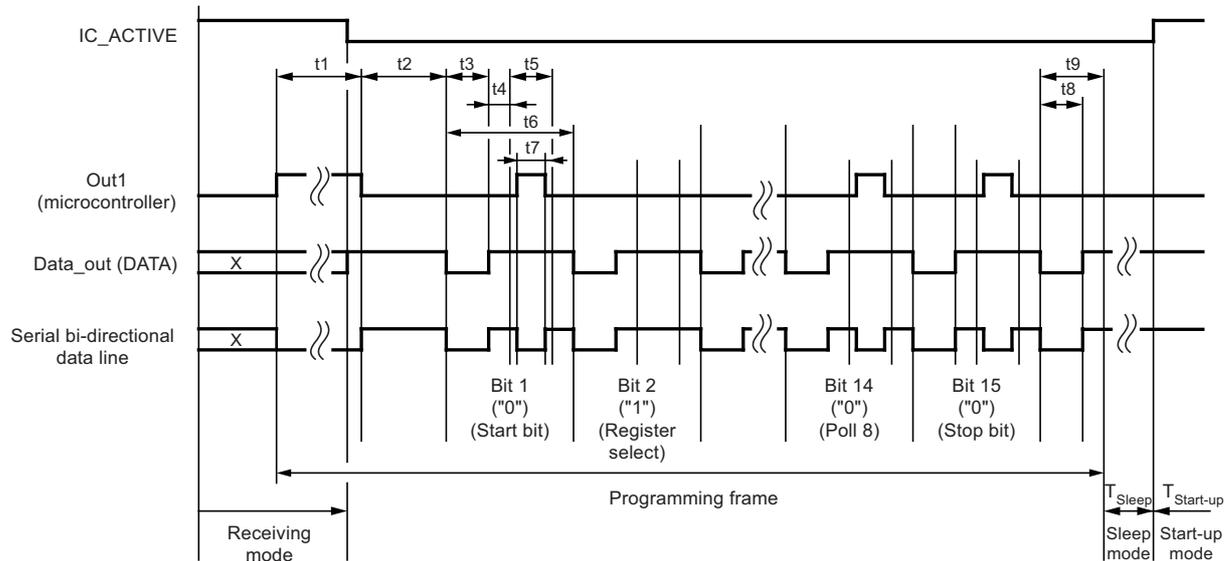 IC_ACTIVE
t1
t2
t3
t5
t9
t4
t8
t6
t7
Out1
(microcontroller)
Data_out (DATA)
X
Serial bi-directional
data line
X
Bit 1
("0")
(Start bit)
Bit 2
("1")
(Register
select)
Bit 14
("0")
(Poll 8)
Bit 15
("0")
(Stop bit)
Programming frame
TSleep
TStart-up
Receiving
mode
Sleep
mode
Start-up
mode